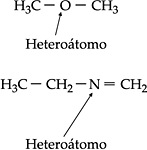 H₃C − O − CH₃
Heteroátomo
H₃C − CH₂ − N = CH₂
Heteroátomo